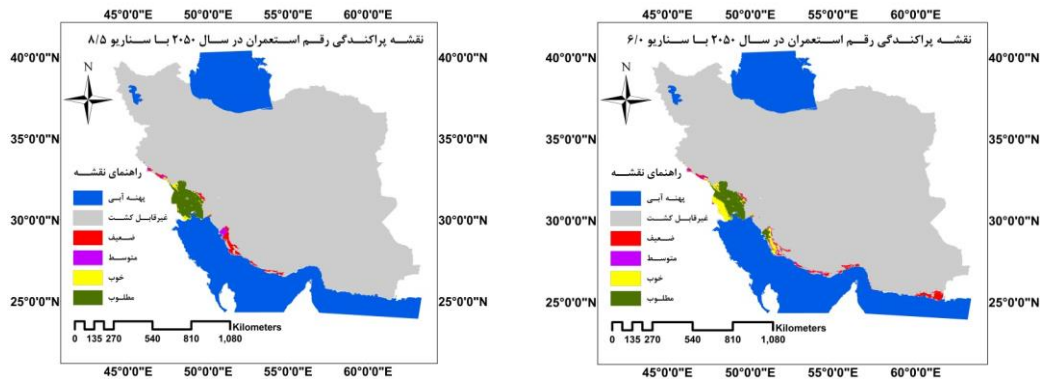 45°0'0"E 50°0'0"E 55°0'0"E 60°0'0"E
نقشه پراکندگی رقم استعمران در سال ۲۰۵۰ با سناریو ۸/۵
40°0'0"N
N
35°0'0"N
30°0'0"N
25°0'0"N
راهنمای نقشه
پهنه آبی
غیرقابل کشت
ضعیف
متوسط
خوب
مطلوب
Kilometers
0 135 270 540 810 1,080
45°0'0"E 50°0'0"E 55°0'0"E 60°0'0"E
40°0'0"N
35°0'0"N
30°0'0"N
25°0'0"N
45°0'0"E 50°0'0"E 55°0'0"E 60°0'0"E
نقشه پراکندگی رقم استعمران در سال ۲۰۵۰ با سناریو ۶/۰
40°0'0"N
N
35°0'0"N
30°0'0"N
25°0'0"N
راهنمای نقشه
پهنه آبی
غیرقابل کشت
ضعیف
متوسط
خوب
مطلوب
Kilometers
0 135 270 540 810 1,080
45°0'0"E 50°0'0"E 55°0'0"E 60°0'0"E
40°0'0"N
35°0'0"N
30°0'0"N
25°0'0"N